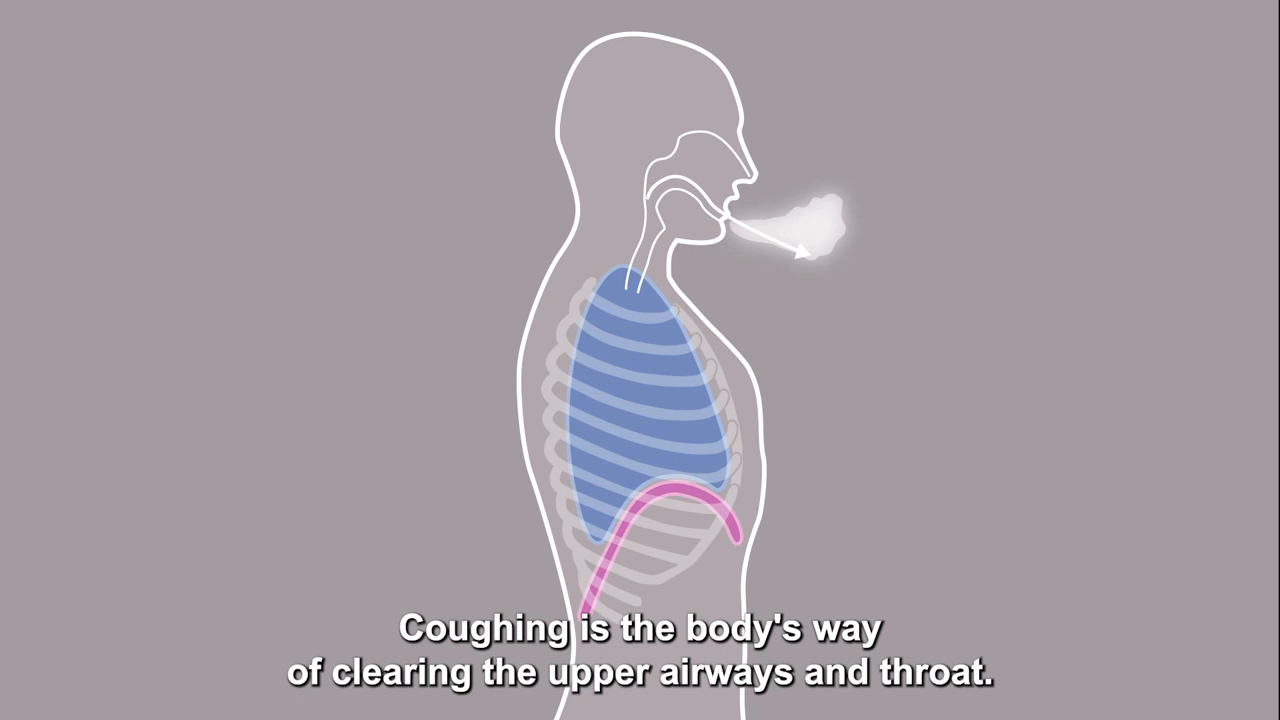 Coughing is the body's way
of clearing the upper airways and throat.